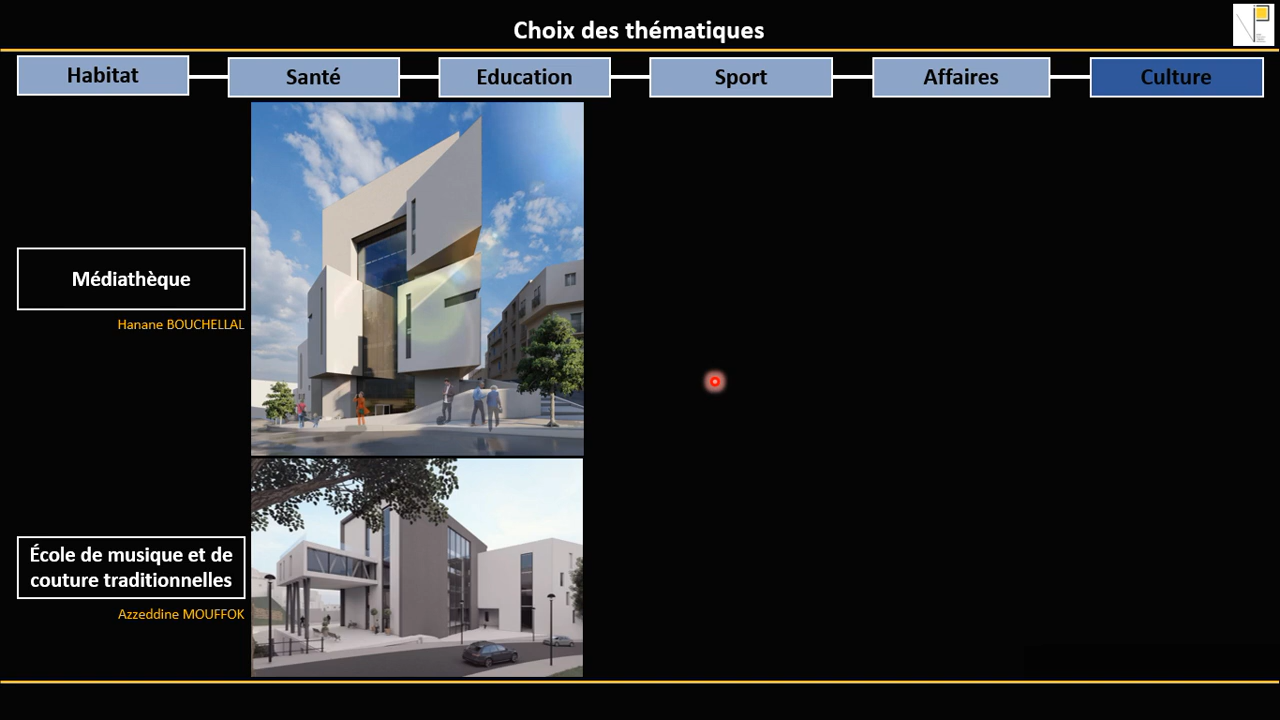 Choix des thématiques
Habitat
Santé
Education
Sport
Affaires
Culture
Médiathèque
Hanane BOUCHELLAL
École de musique et de
couture traditionnelles
Azzeddine MOUFFOK